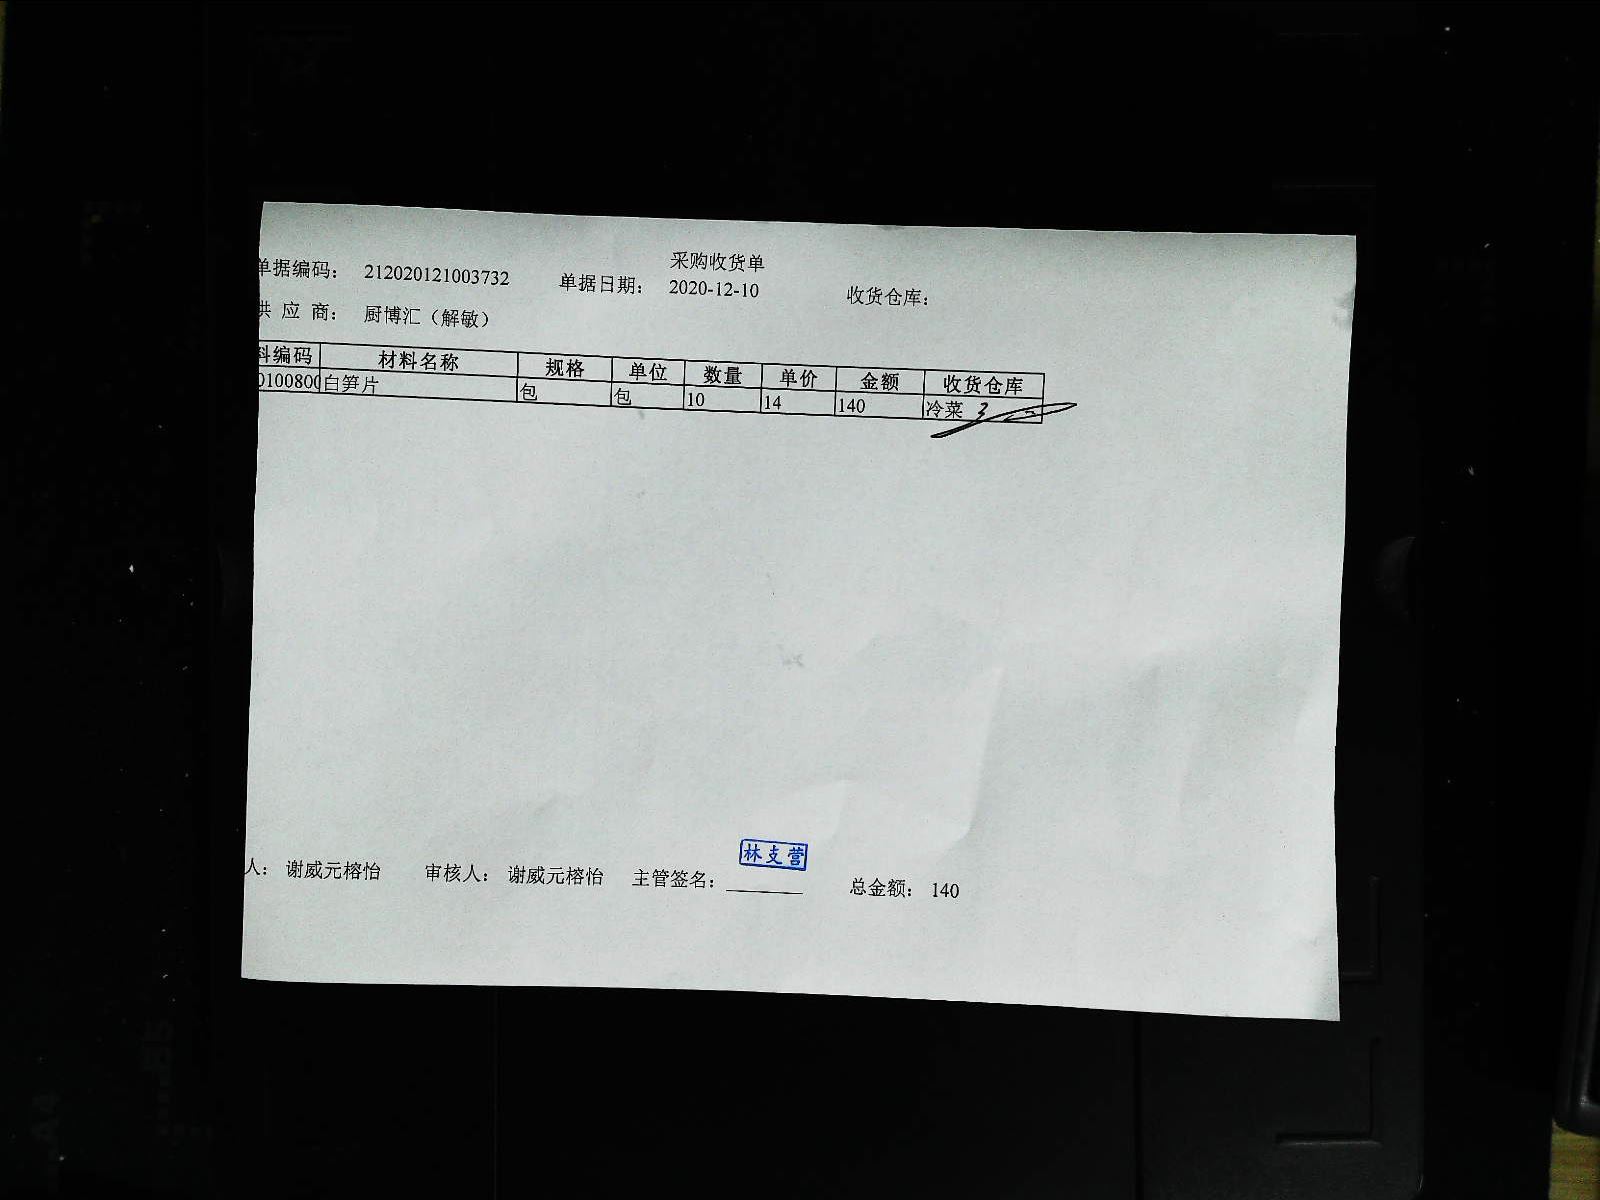 采购收货单
单据编码： 212020121003732 单据日期： 2020-12-10 收货仓库：
供 应 商： 厨博汇（解敏）
料编码 材料名称 规格 单位 数量 单价 金额 收货仓库
0100800 白笋片 包 包 10 14 140 冷菜
林支营
人： 谢威元榕怡 审核人： 谢威元榕怡 主管签名： 总金额： 140